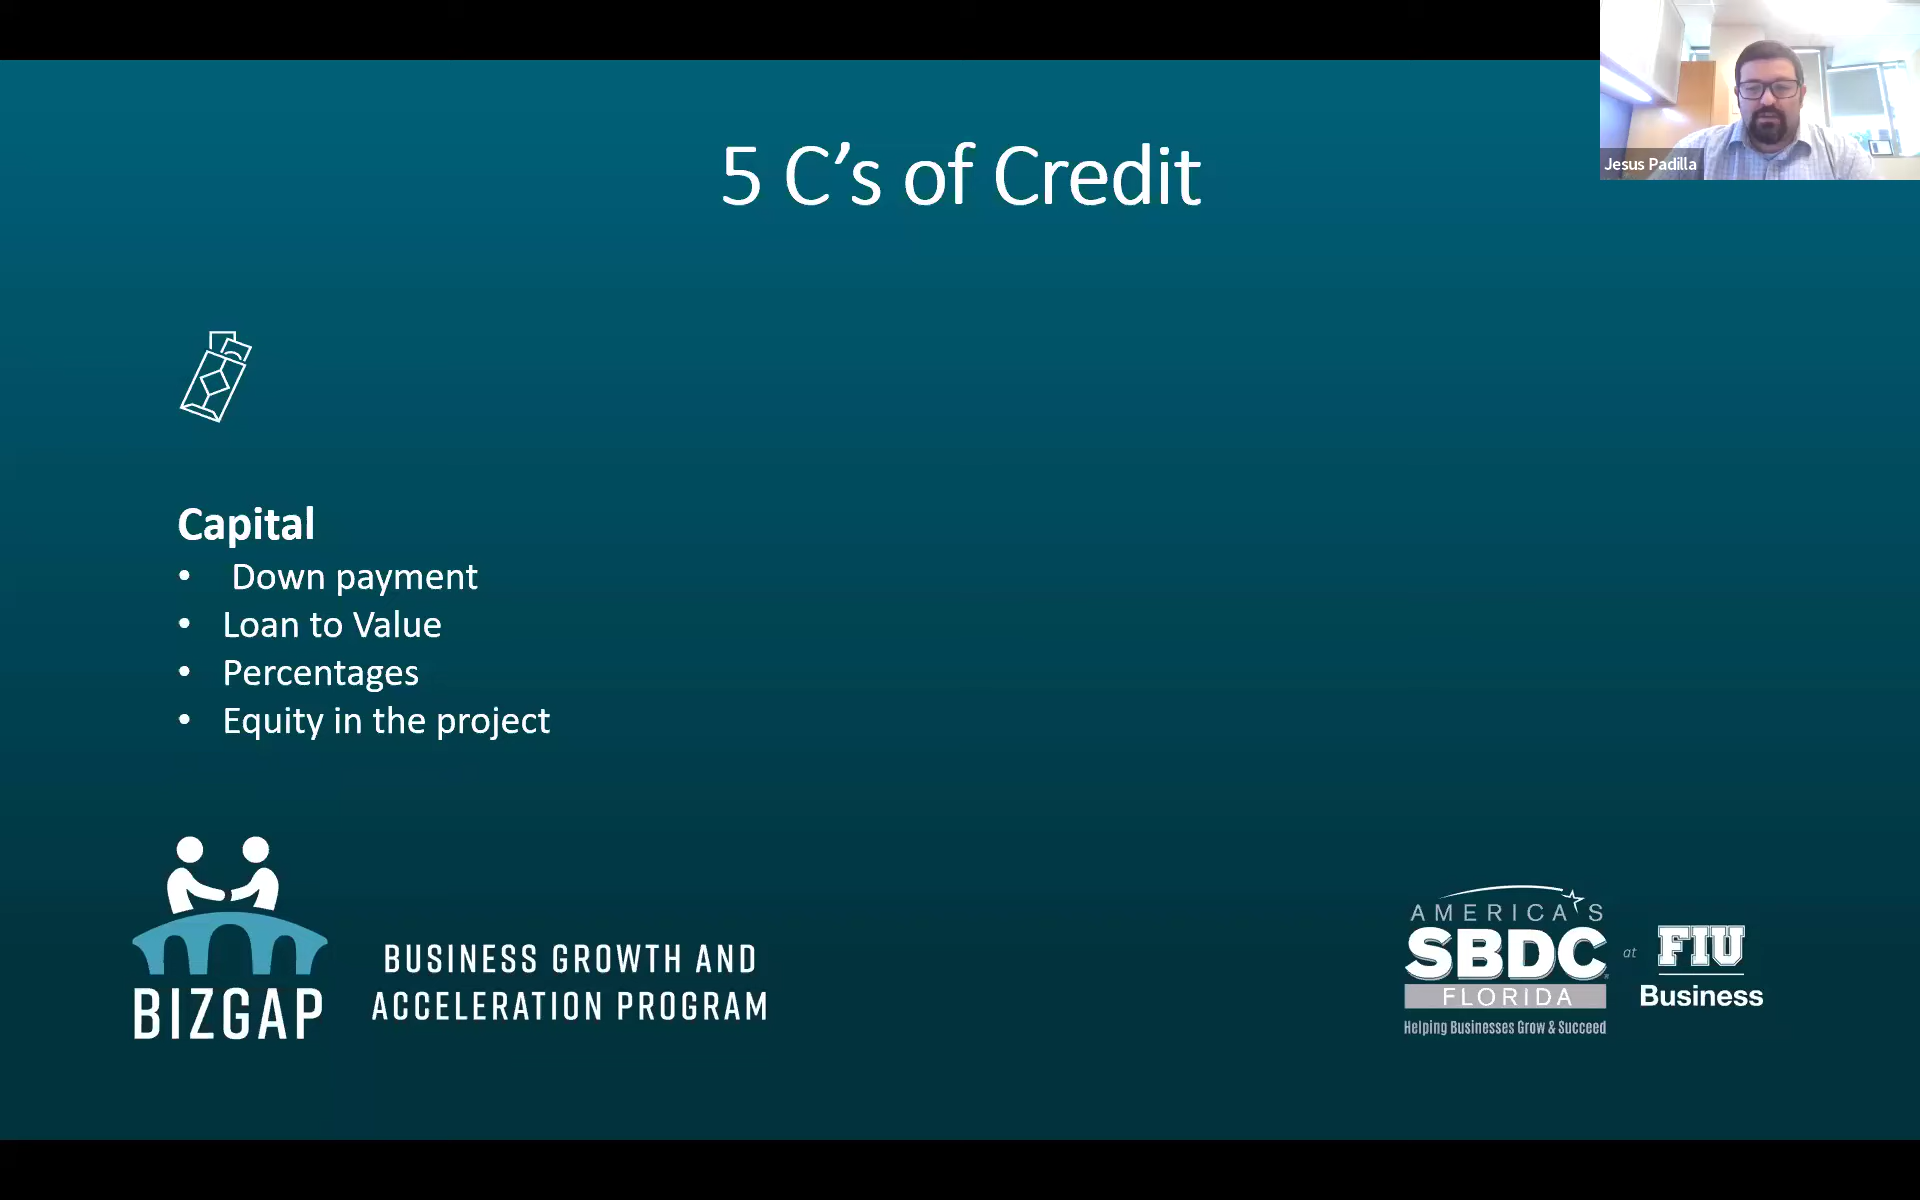 5 C’s of Credit
Jesus Padilla
Capital
• Down payment
• Loan to Value
• Percentages
• Equity in the project
BIZGAP
BUSINESS GROWTH AND
ACCELERATION PROGRAM
AMERICA'S
SBDC
FLORIDA
Helping Businesses Grow & Succeed
at
FIU
Business